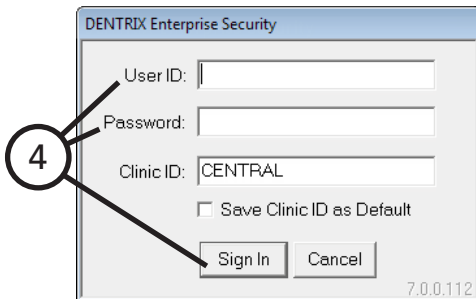 DENTRIX Enterprise Security
User ID:
Password:
4
Clinic ID: CENTRAL
Save Clinic ID as Default
Sign In Cancel
7.0.0.112